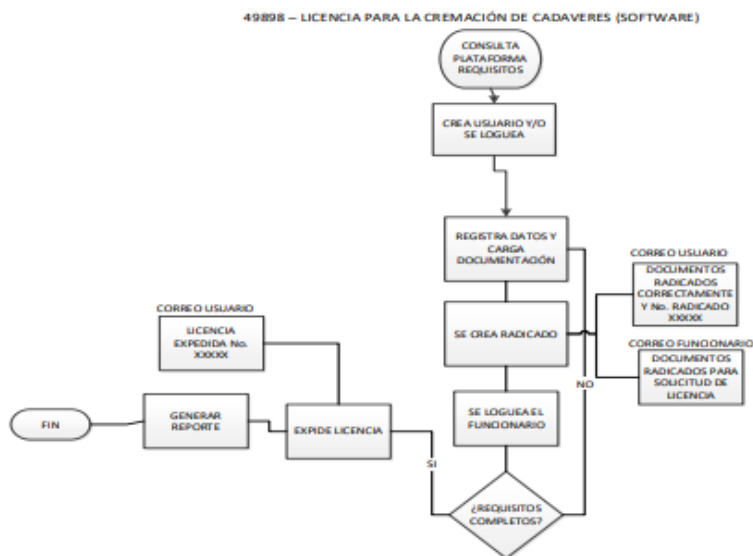 49898 – LICENCIA PARA LA CREMACIÓN DE CADAVERES (SOFTWARE)
CONSULTA
PLATAFORMA
REQUISITOS
CREA USUARIO Y/O
SE LOGUEA
REGISTRA DATOS Y
CARGA
DOCUMENTACIÓN
CORREO USUARIO
DOCUMENTOS
RADICADOS
CORRECTAMENTE
Y No. RADICADO
XXXXX
SE CREA RADICADO
CORREO FUNCIONARIO
DOCUMENTOS
RADICADOS PARA
SOLICITUD DE
LICENCIA
NO
CORREO USUARIO
LICENCIA
EXPEDIDA No.
XXXXX
SE LOGUEA EL
FUNCIONARIO
FIN
GENERAR
REPORTE
EXPIDE LICENCIA
SI
¿REQUISITOS
COMPLETOS?